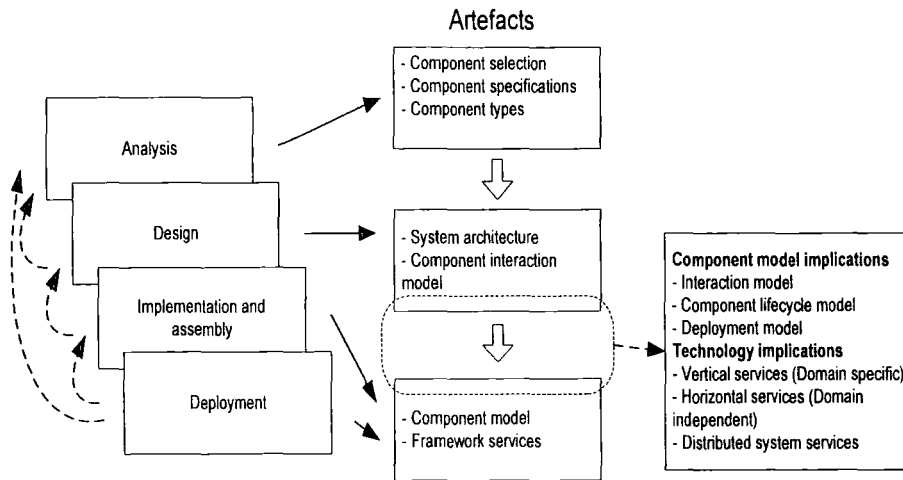 Artefacts
- Component selection
- Component specifications
- Component types
Analysis
Design
- System architecture
- Component interaction
model
Implementation and
assembly
Deployment
- Component model
- Framework services
Component model implications
- Interaction model
- Component lifecycle model
- Deployment model
Technology implications
- Vertical services (Domain specific)
- Horizontal services (Domain
independent)
- Distributed system services